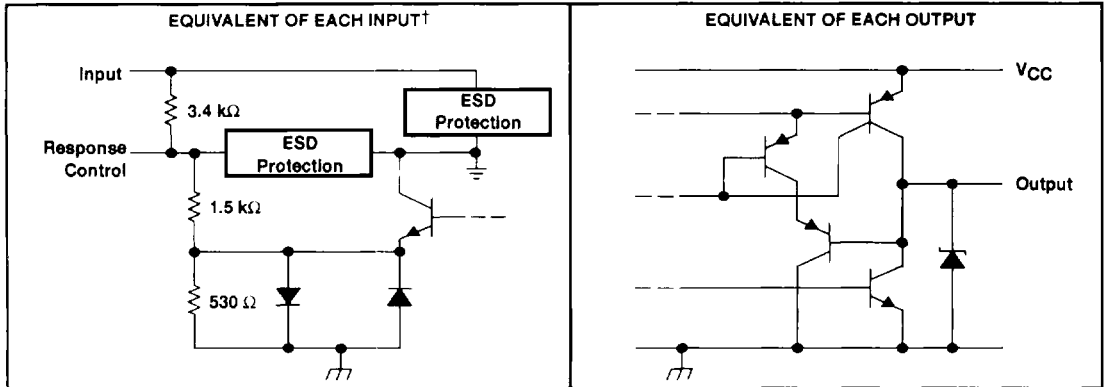 EQUIVALENT OF EACH INPUT†
Input
3.4 kΩ
ESD
Protection
Response
Control
ESD
Protection
1.5 kΩ
530 Ω
EQUIVALENT OF EACH OUTPUT
VCC
Output